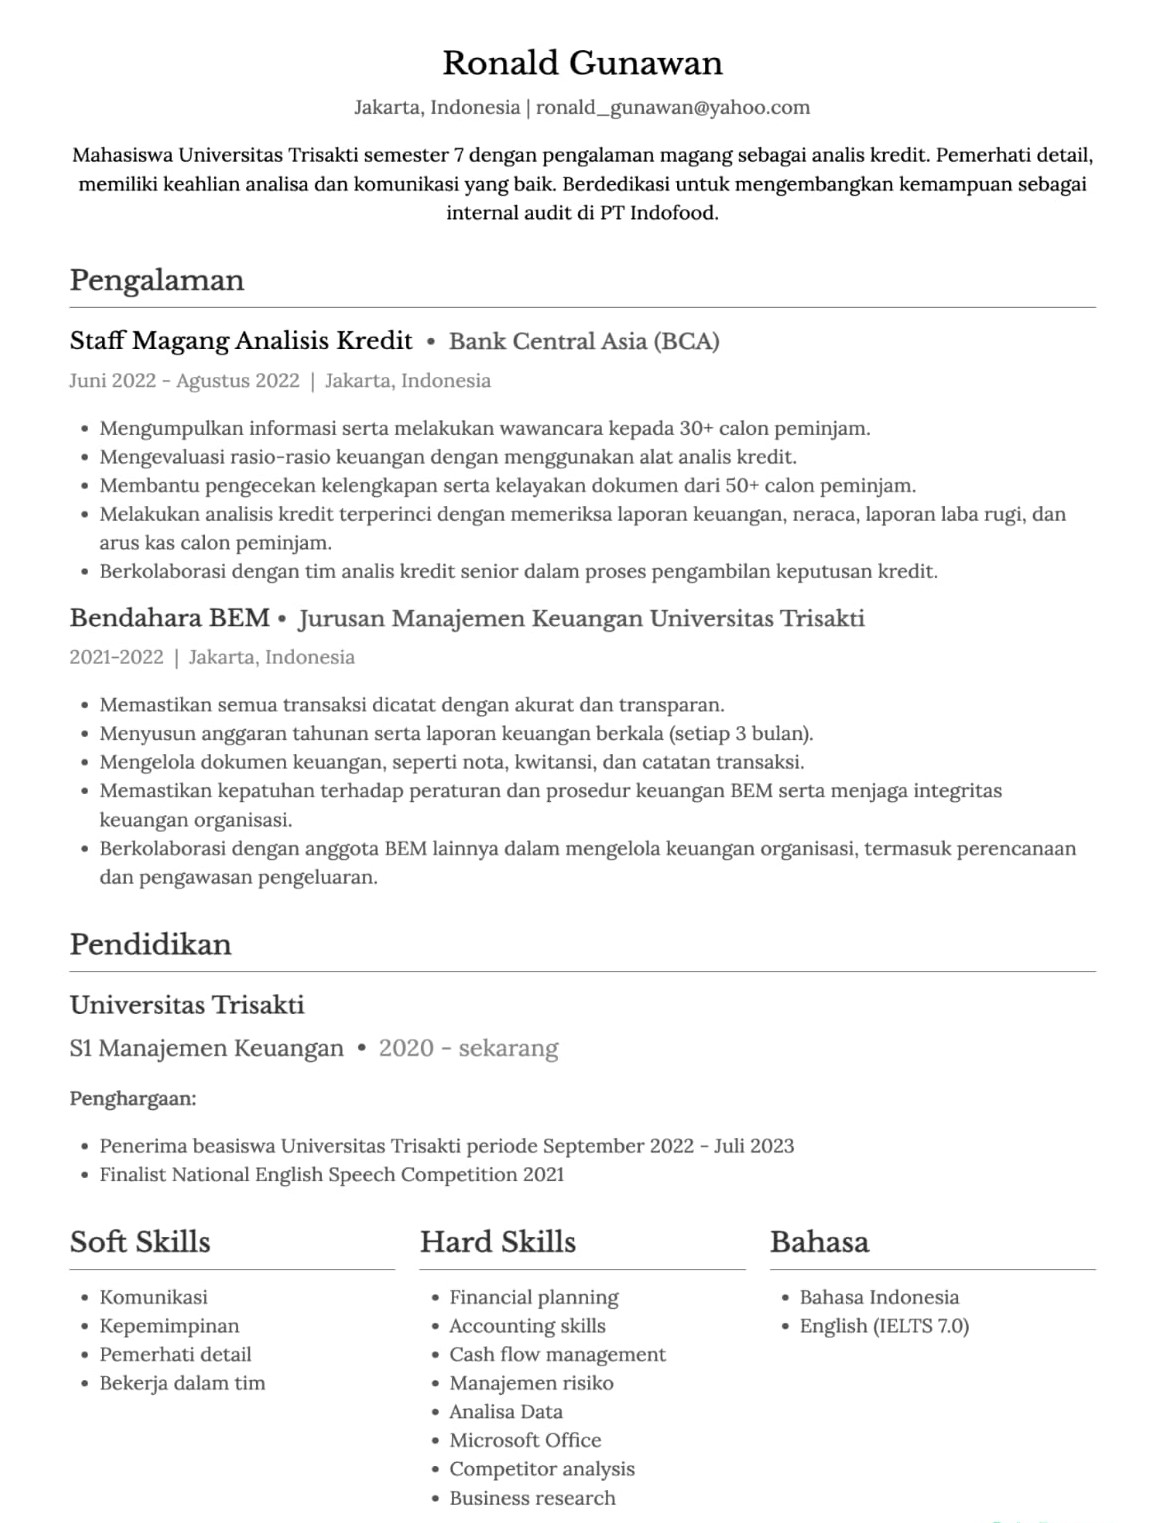 Ronald Gunawan
Jakarta, Indonesia | ronald_gunawan@yahoo.com
Mahasiswa Universitas Trisakti semester 7 dengan pengalaman magang sebagai analis kredit. Pemerhati detail,
memiliki keahlian analisa dan komunikasi yang baik. Berdedikasi untuk mengembangkan kemampuan sebagai
internal audit di PT Indofood.
Pengalaman
Staff Magang Analisis Kredit • Bank Central Asia (BCA)
Juni 2022 - Agustus 2022 | Jakarta, Indonesia
• Mengumpulkan informasi serta melakukan wawancara kepada 30+ calon peminjam.
• Mengevaluasi rasio-rasio keuangan dengan menggunakan alat analis kredit.
• Membantu pengecekan kelengkapan serta kelayakan dokumen dari 50+ calon peminjam.
• Melakukan analisis kredit terperinci dengan memeriksa laporan keuangan, neraca, laporan laba rugi, dan
arus kas calon peminjam.
• Berkolaborasi dengan tim analis kredit senior dalam proses pengambilan keputusan kredit.
Bendahara BEM • Jurusan Manajemen Keuangan Universitas Trisakti
2021-2022 | Jakarta, Indonesia
• Memastikan semua transaksi dicatat dengan akurat dan transparan.
• Menyusun anggaran tahunan serta laporan keuangan berkala (setiap 3 bulan).
• Mengelola dokumen keuangan, seperti nota, kwitansi, dan catatan transaksi.
• Memastikan kepatuhan terhadap peraturan dan prosedur keuangan BEM serta menjaga integritas
keuangan organisasi.
• Berkolaborasi dengan anggota BEM lainnya dalam mengelola keuangan organisasi, termasuk perencanaan
dan pengawasan pengeluaran.
Pendidikan
Universitas Trisakti
S1 Manajemen Keuangan • 2020 - sekarang
Penghargaan:
• Penerima beasiswa Universitas Trisakti periode September 2022 - Juli 2023
• Finalist National English Speech Competition 2021
Soft Skills
• Komunikasi
• Kepemimpinan
• Pemerhati detail
• Bekerja dalam tim
Hard Skills
• Financial planning
• Accounting skills
• Cash flow management
• Manajemen risiko
• Analisa Data
• Microsoft Office
• Competitor analysis
• Business research
Bahasa
• Bahasa Indonesia
• English (IELTS 7.0)